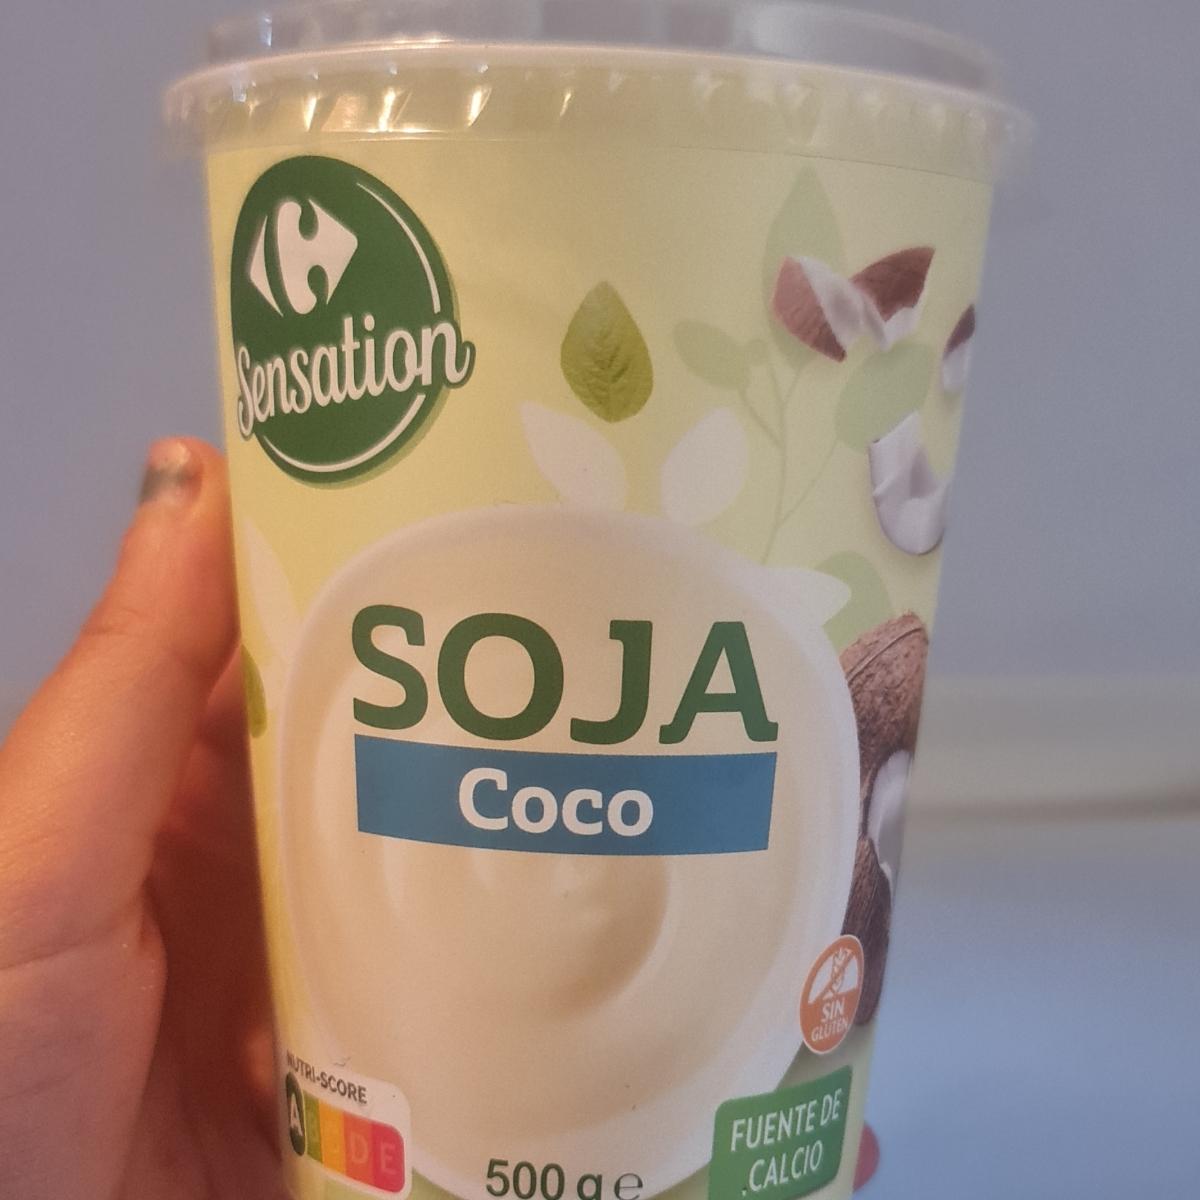 Sensation
SOJA
Coco
SIN
GLUTEN
NUTRI-SCORE
A B C D E
FUENTE DE
CALCIO
500 g e